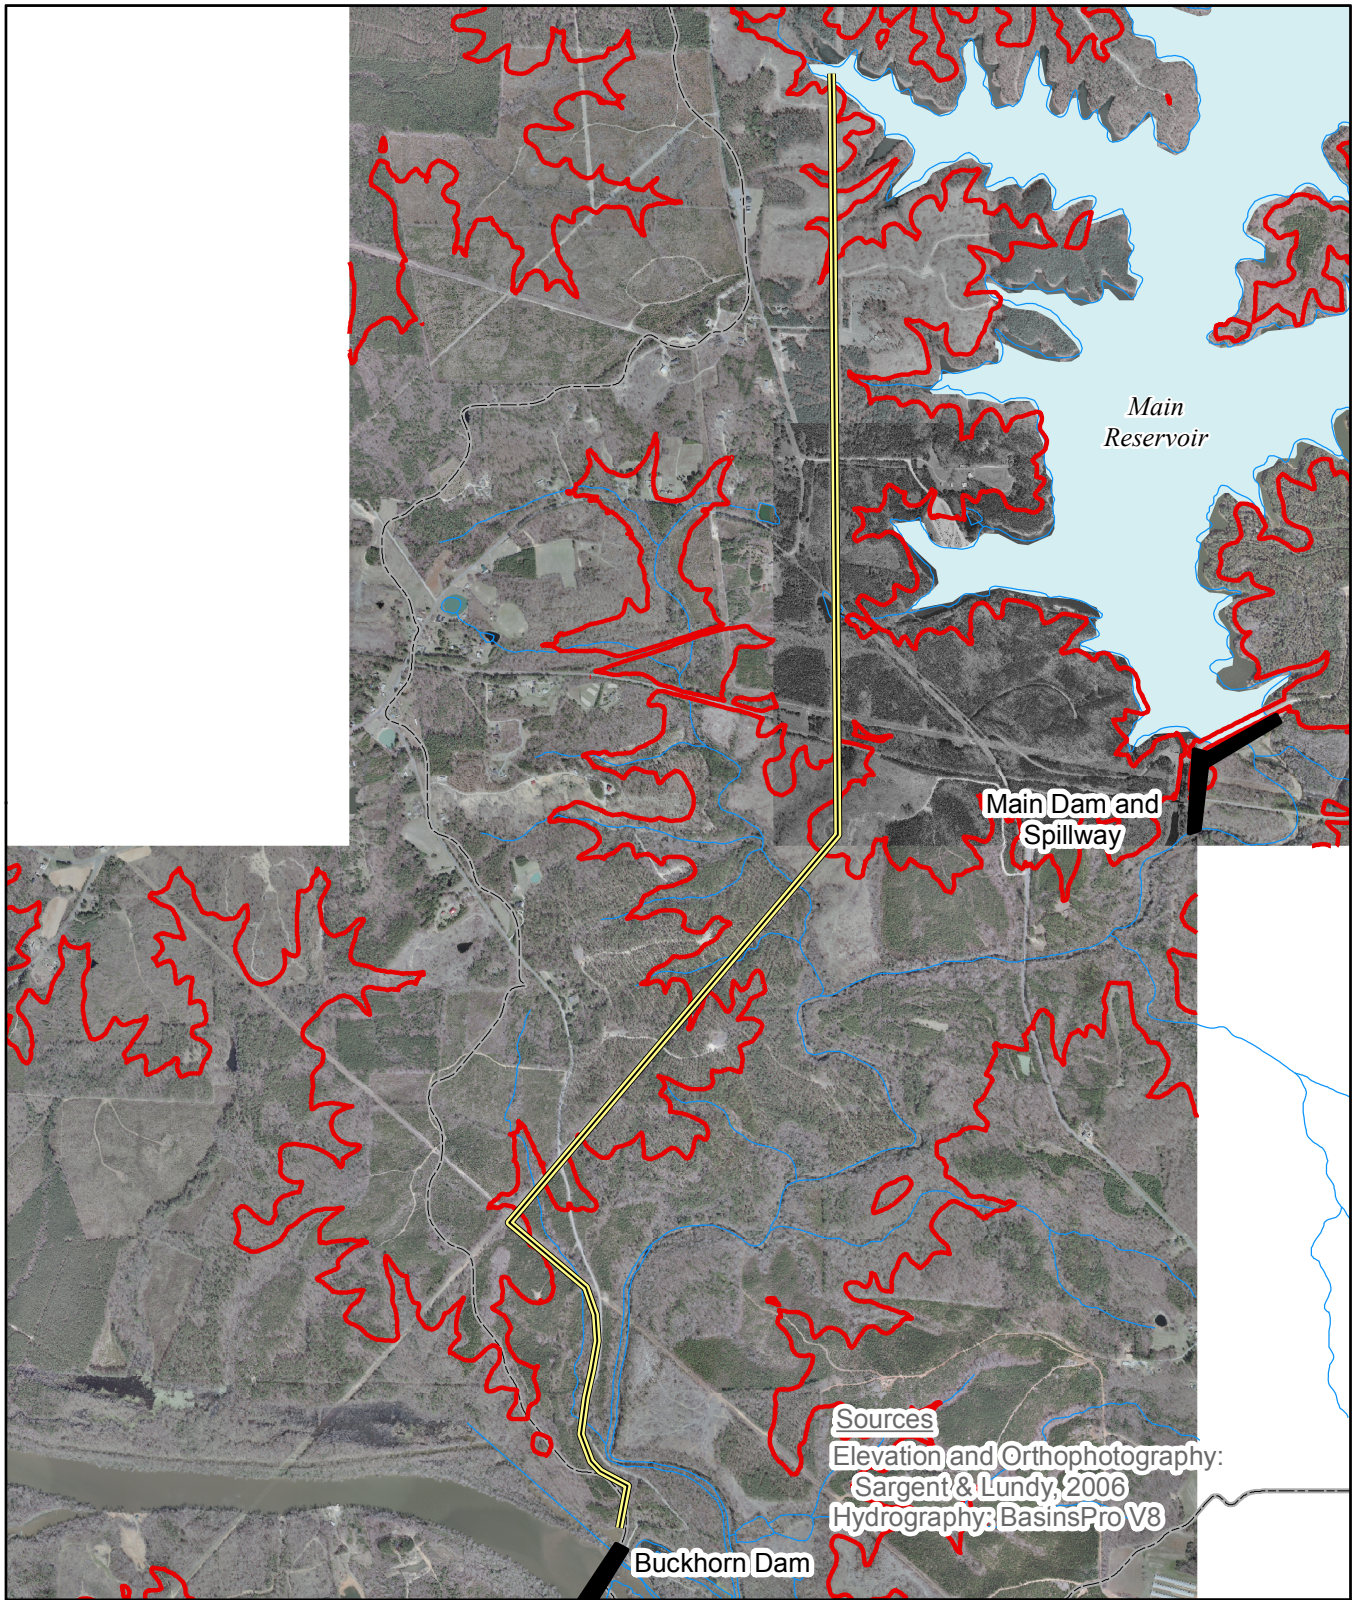 Main
Reservoir
Main Dam and
Spillway
Sources
Elevation and Orthophotography:
Sargent & Lundy, 2006
Hydrography: BasinsPro V8
Buckhorn Dam